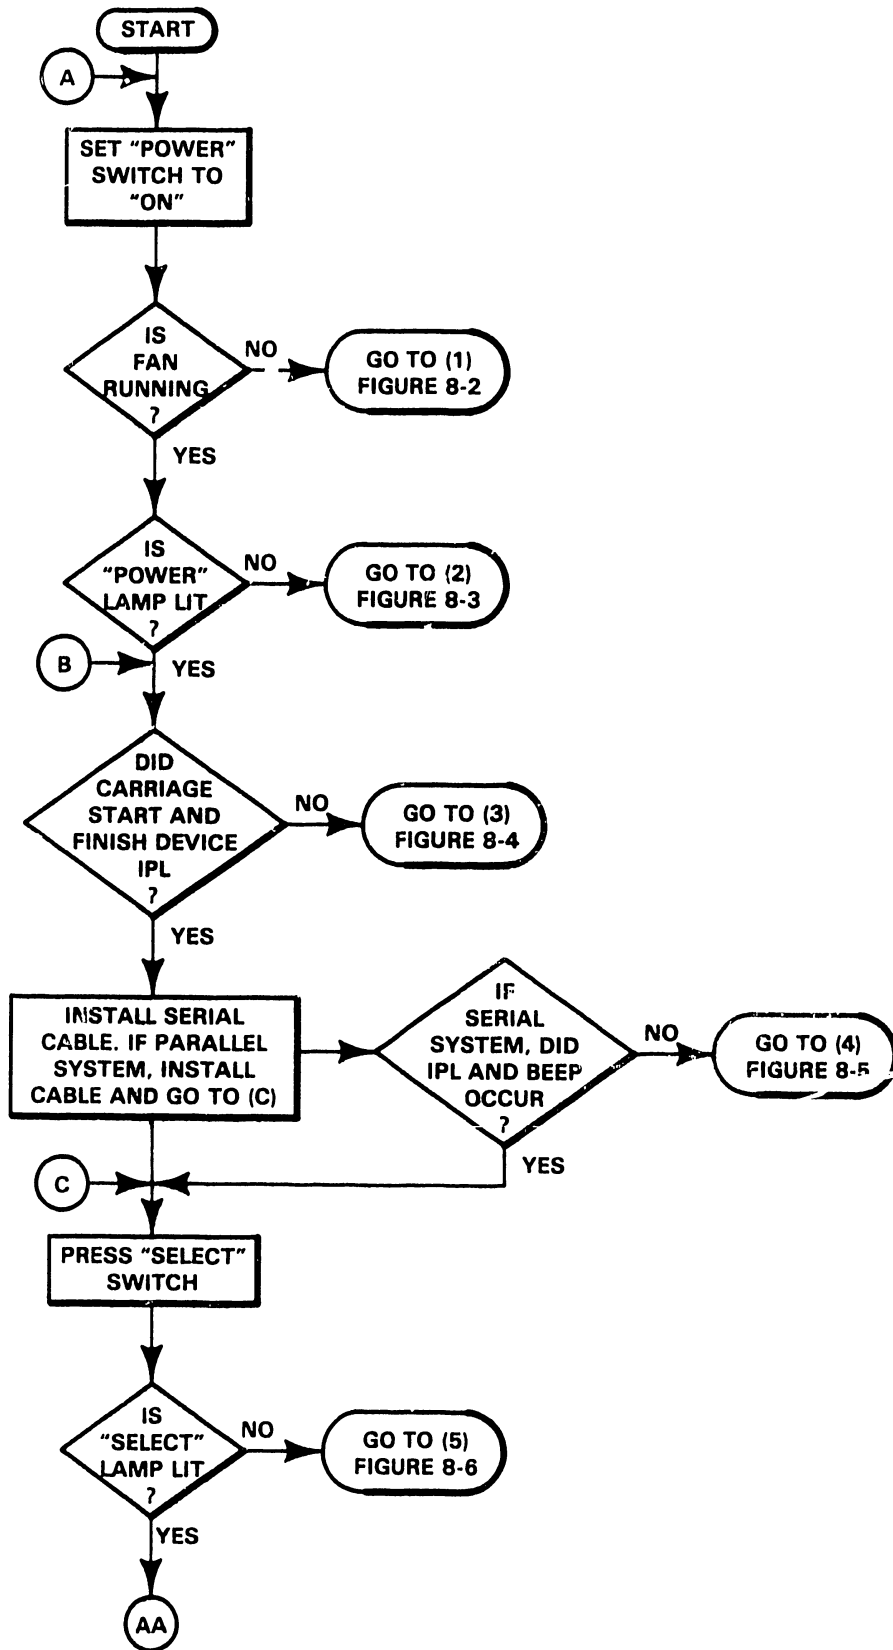 START
A
SET "POWER"
SWITCH TO
"ON"
IS
FAN
RUNNING
?
NO
GO TO (1)
FIGURE 8-2
YES
IS
"POWER"
LAMP LIT
?
NO
GO TO (2)
FIGURE 8-3
B
YES
DID
CARRIAGE
START AND
FINISH DEVICE
IPL
?
NO
GO TO (3)
FIGURE 8-4
YES
INSTALL SERIAL
CABLE. IF PARALLEL
SYSTEM, INSTALL
CABLE AND GO TO (C)
IF
SERIAL
SYSTEM, DID
IPL AND BEEP
OCCUR
?
NO
GO TO (4)
FIGURE 8-5
YES
C
PRESS "SELECT"
SWITCH
IS
"SELECT"
LAMP LIT
?
NO
GO TO (5)
FIGURE 8-6
YES
AA